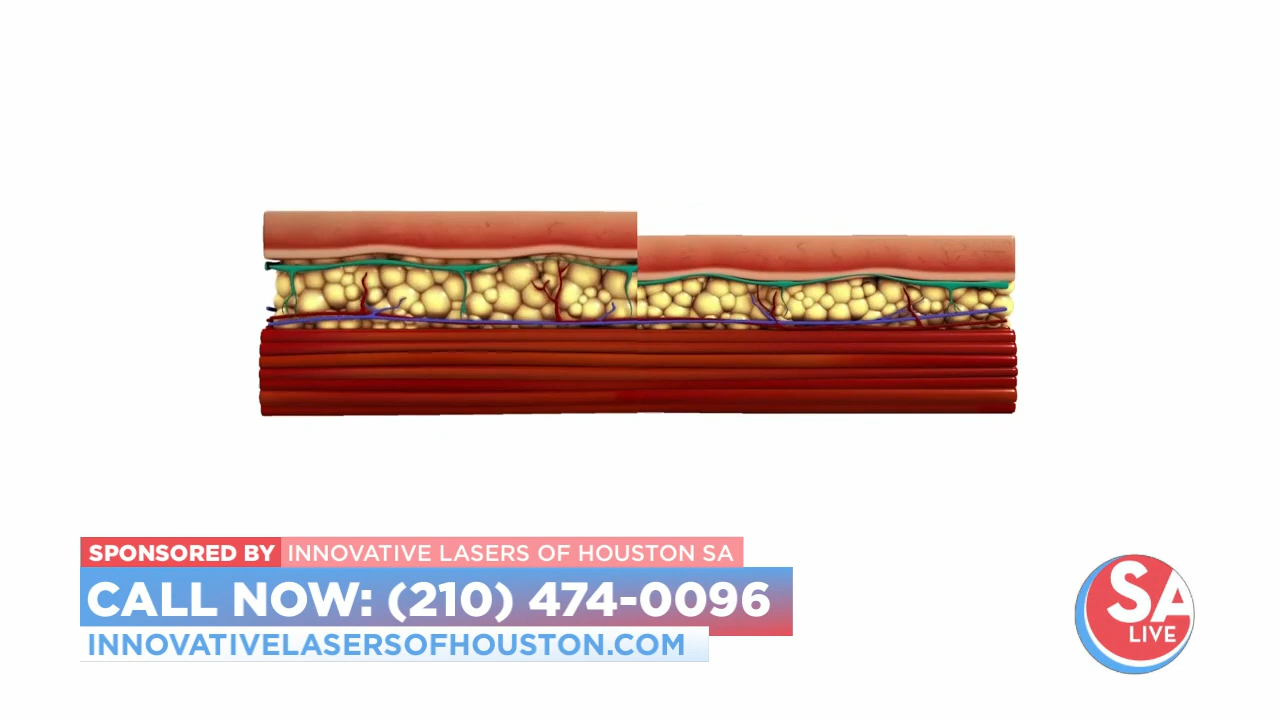 SPONSORED BY INNOVATIVE LASERS OF HOUSTON SA
CALL NOW: (210) 474-0096
INNOVATIVELASERSOFHOUSTON.COM
SA
LIVE